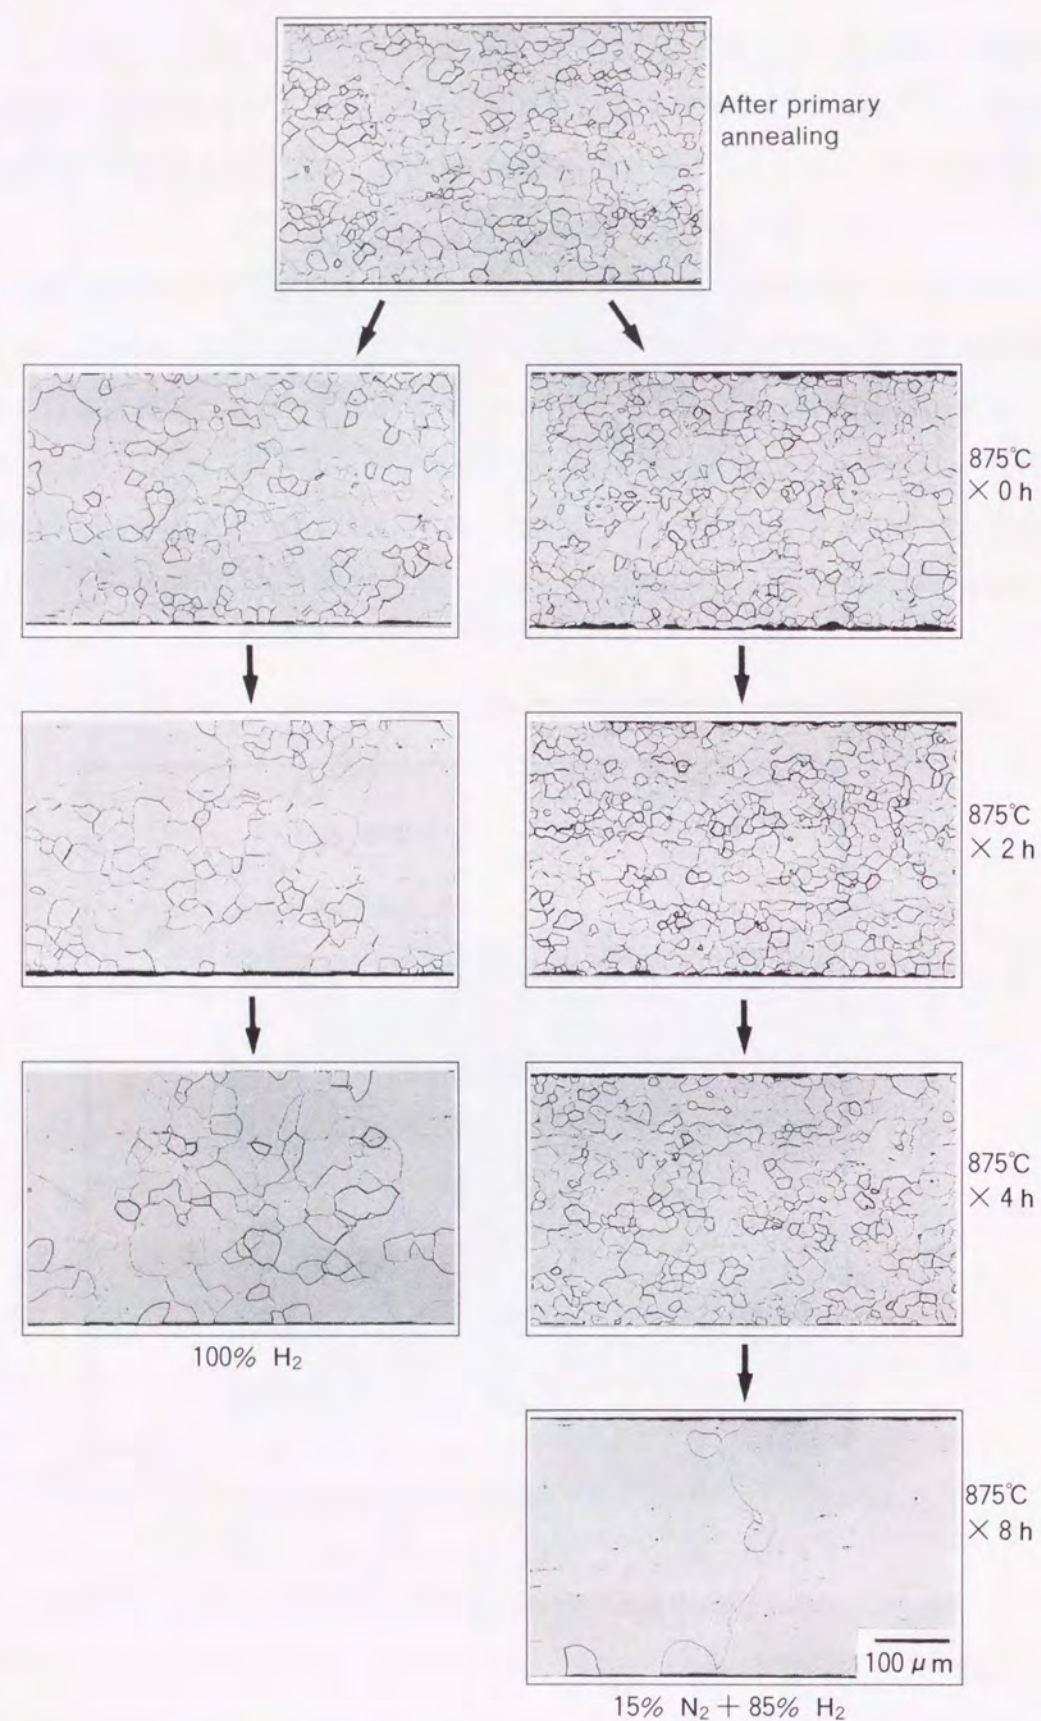 After primary
annealing
875℃
× 0 h
875℃
× 2 h
875℃
× 4 h
100% H₂
875℃
× 8 h
100 μm
15% N₂ + 85% H₂